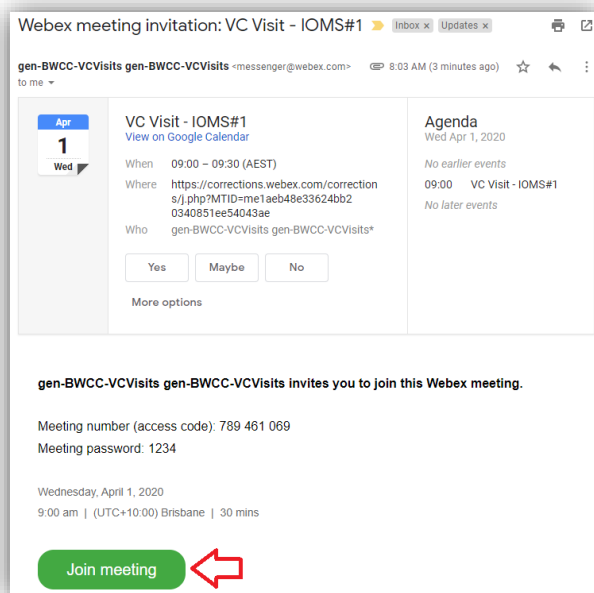 Webex meeting invitation: VC Visit - IOMS#1 Inbox x Updates x
gen-BWCC-VCVisits gen-BWCC-VCVisits <messenger@webex.com> 8:03 AM (3 minutes ago)
to me
Apr
1
Wed
VC Visit - IOMS#1
View on Google Calendar
When 09:00 – 09:30 (AEST)
Where https://corrections.webex.com/correction
s/j.php?MTID=me1aeb48e33624bb2
0340851ee54043ae
Who gen-BWCC-VCVisits gen-BWCC-VCVisits*
Yes Maybe No
More options
Agenda
Wed Apr 1, 2020
No earlier events
09:00 VC Visit - IOMS#1
No later events
gen-BWCC-VCVisits gen-BWCC-VCVisits invites you to join this Webex meeting.
Meeting number (access code): 789 461 069
Meeting password: 1234
Wednesday, April 1, 2020
9:00 am | (UTC+10:00) Brisbane | 30 mins
Join meeting